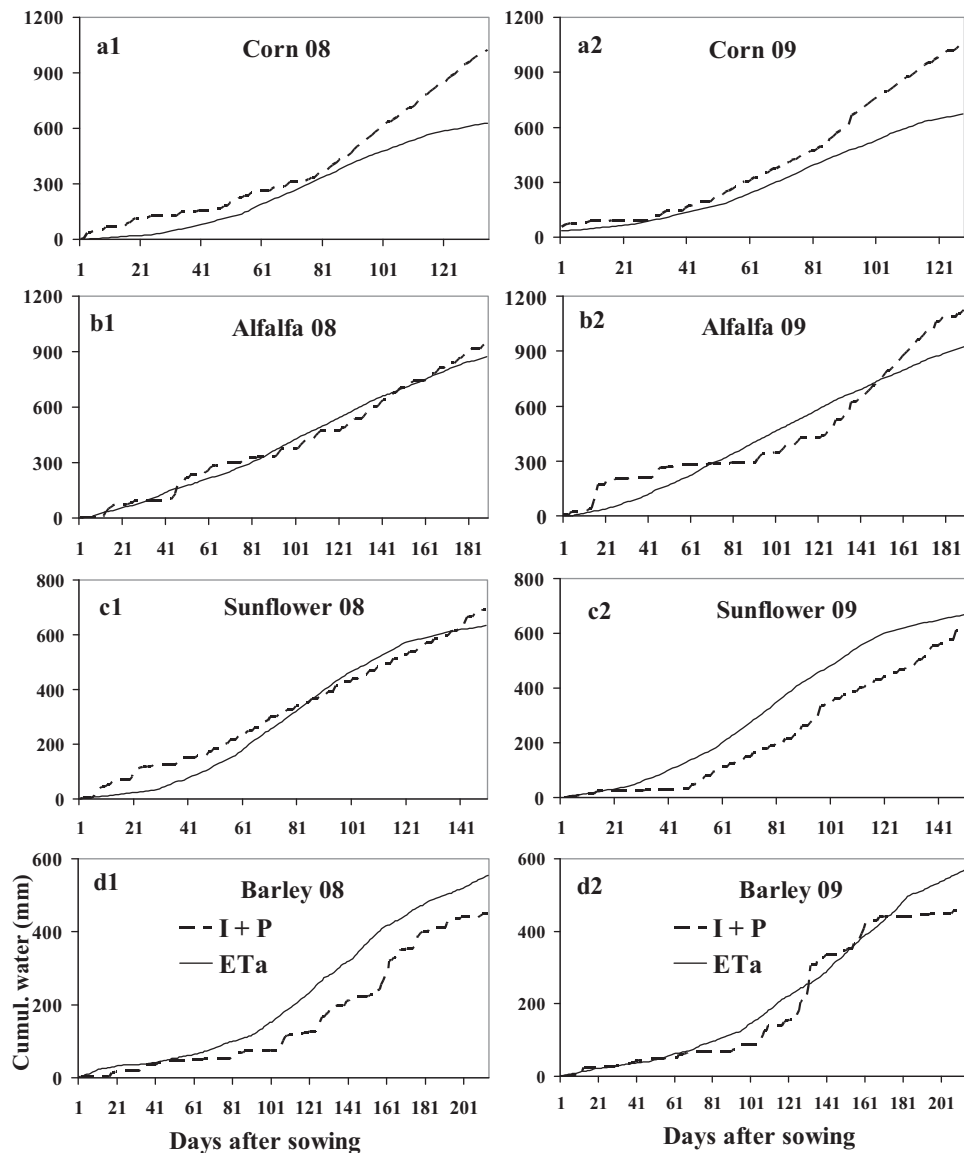 1200
900
600
300
0
a1
Corn 08
1 21 41 61 81 101 121
1200
900
600
300
0
a2
Corn 09
1 21 41 61 81 101 121
1200
900
600
300
0
b1
Alfalfa 08
1 21 41 61 81 101 121 141 161 181
1200
900
600
300
0
b2
Alfalfa 09
1 21 41 61 81 101 121 141 161 181
800
600
400
200
0
c1
Sunflower 08
1 21 41 61 81 101 121 141
800
600
400
200
0
c2
Sunflower 09
1 21 41 61 81 101 121 141
Cumul. water (mm)
600
400
200
0
d1
Barley 08
I + P
ETa
1 21 41 61 81 101 121 141 161 181 201
Days after sowing
600
400
200
0
d2
Barley 09
I + P
ETa
1 21 41 61 81 101 121 141 161 181 201
Days after sowing